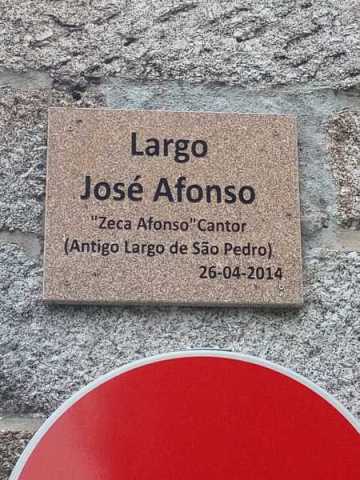 Largo
José Afonso
"Zeca Afonso"Cantor
(Antigo Largo de São Pedro)
26-04-2014